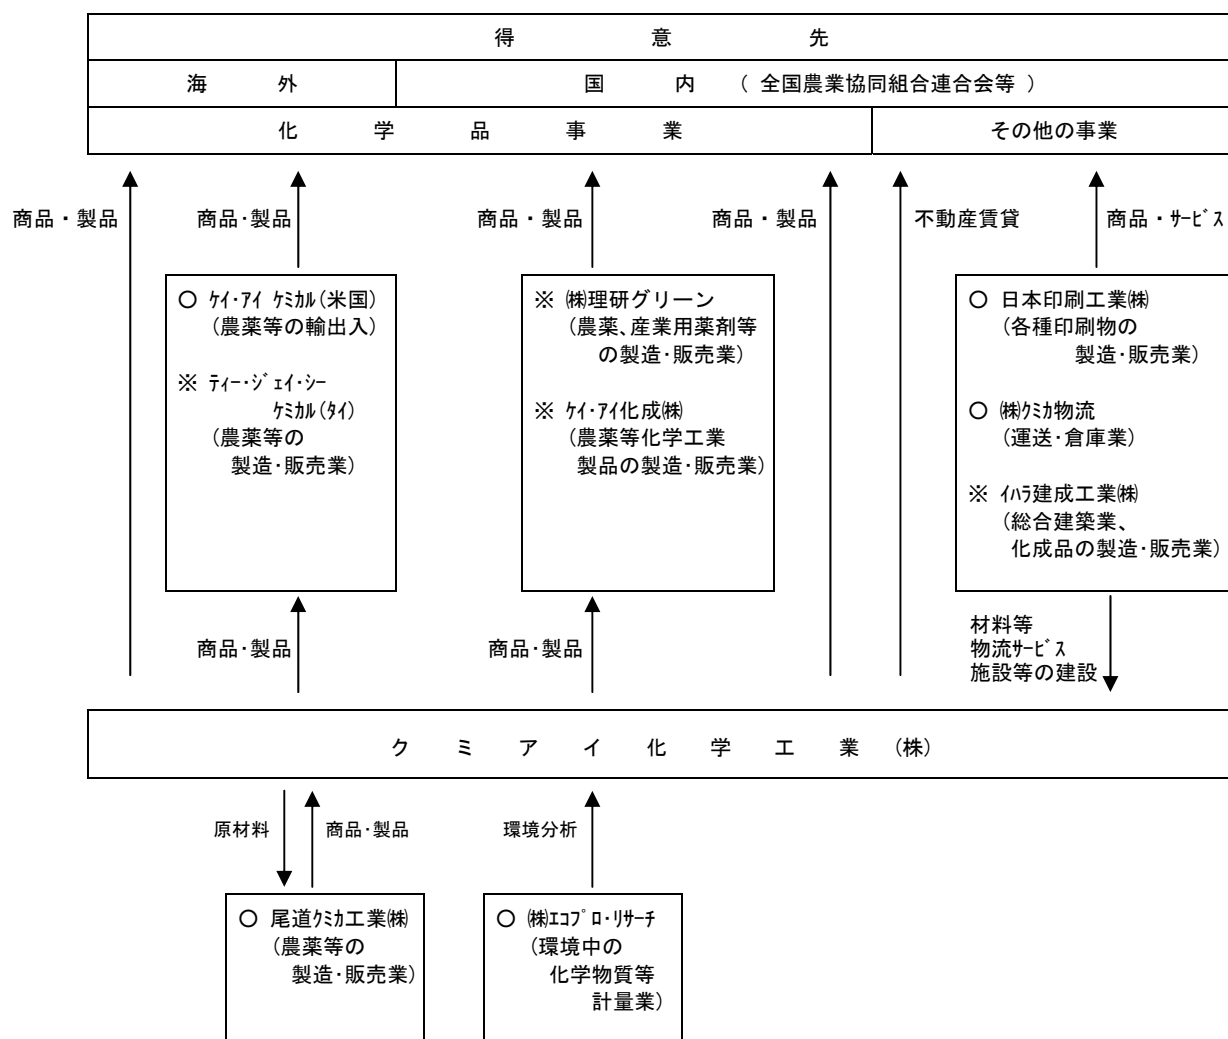 得意先
海外
国内 （ 全国農業協同組合連合会等 ）
化学品事業
その他の事業
商品・製品
商品・製品
商品・製品
商品・製品
不動産賃貸
商品・ｻｰﾋﾞｽ
○ ｹｲ・ｱｲ ｹﾐｶﾙ(米国)
(農薬等の輸出入)
※ ﾃｨｰ・ｼﾞｪｲ・ｼｰ
ｹﾐｶﾙ(ﾀｲ)
(農薬等の
製造・販売業)
※ ㈱理研グリーン
(農薬、産業用薬剤等
の製造・販売業)
※ ｹｲ・ｱｲ化成㈱
(農薬等化学工業
製品の製造・販売業)
○ 日本印刷工業㈱
(各種印刷物の
製造・販売業)
○ ㈱ｸﾐｶ物流
(運送・倉庫業)
※ ｲﾊﾗ建成工業㈱
(総合建築業、
化成品の製造・販売業)
商品・製品
商品・製品
材料等
物流ｻｰﾋﾞｽ
施設等の建設
クミアイ化学工業（株）
原材料
商品・製品
環境分析
○ 尾道ｸﾐｶ工業㈱
(農薬等の
製造・販売業)
○ ㈱ｴｺﾌﾟﾛ・ﾘｻｰﾁ
(環境中の
化学物質等
計量業)